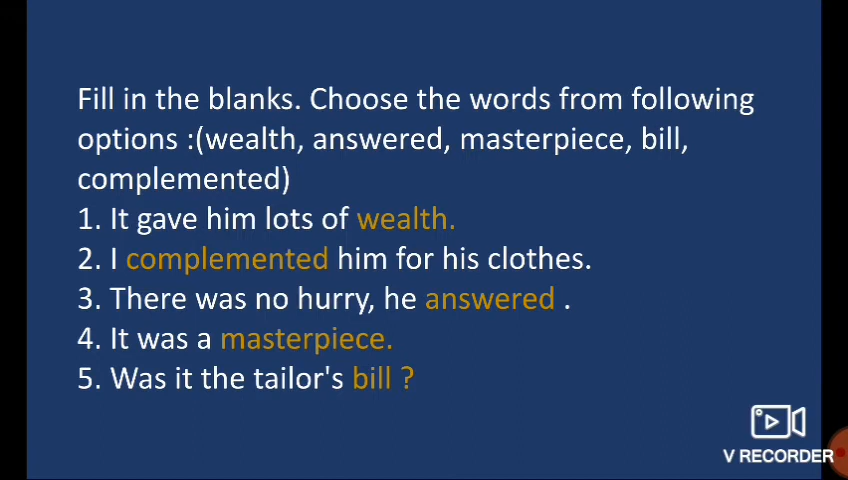 Fill in the blanks. Choose the words from following
options :(wealth, answered, masterpiece, bill,
complemented)
1. It gave him lots of wealth.
2. I complemented him for his clothes.
3. There was no hurry, he answered .
4. It was a masterpiece.
5. Was it the tailor's bill ?
V RECORDER